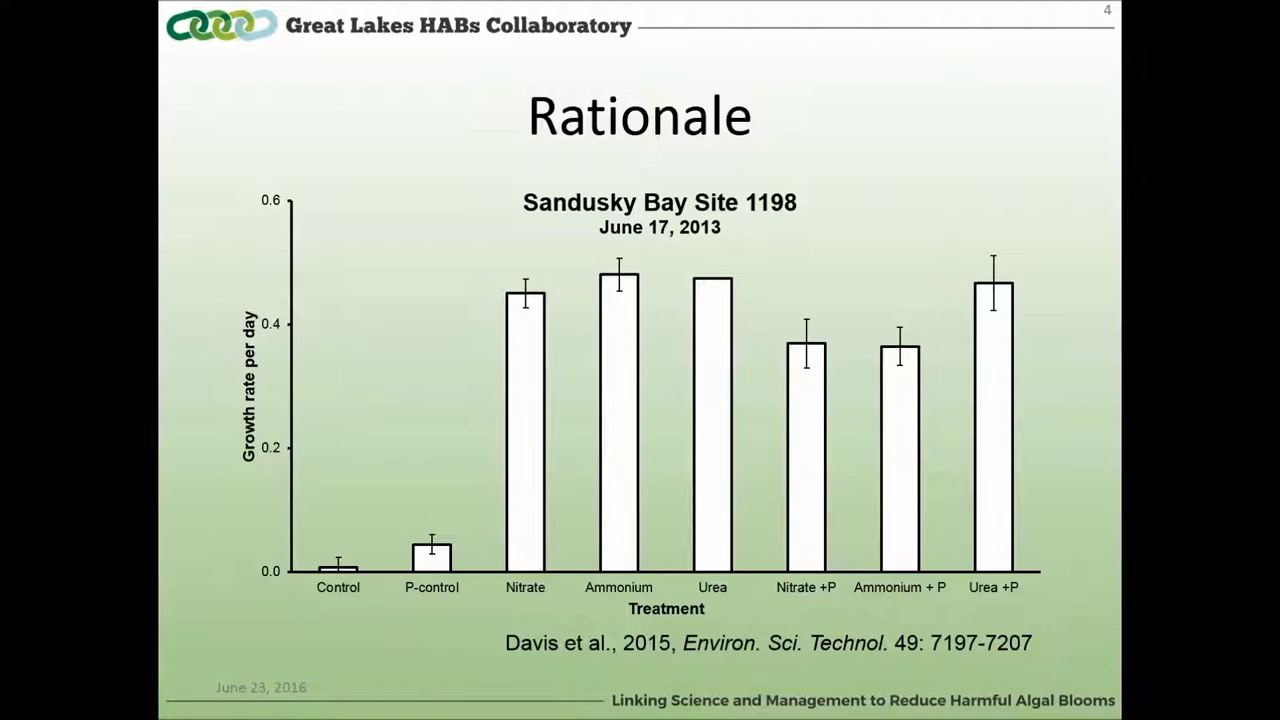 4
Great Lakes HABs Collaboratory
Rationale
Sandusky Bay Site 1198
June 17, 2013
0.6
0.4
0.2
0.0
Growth rate per day
Control P-control Nitrate Ammonium Urea Nitrate +P Ammonium + P Urea +P
Treatment
Davis et al., 2015, Environ. Sci. Technol. 49: 7197-7207
June 23, 2016
Linking Science and Management to Reduce Harmful Algal Blooms